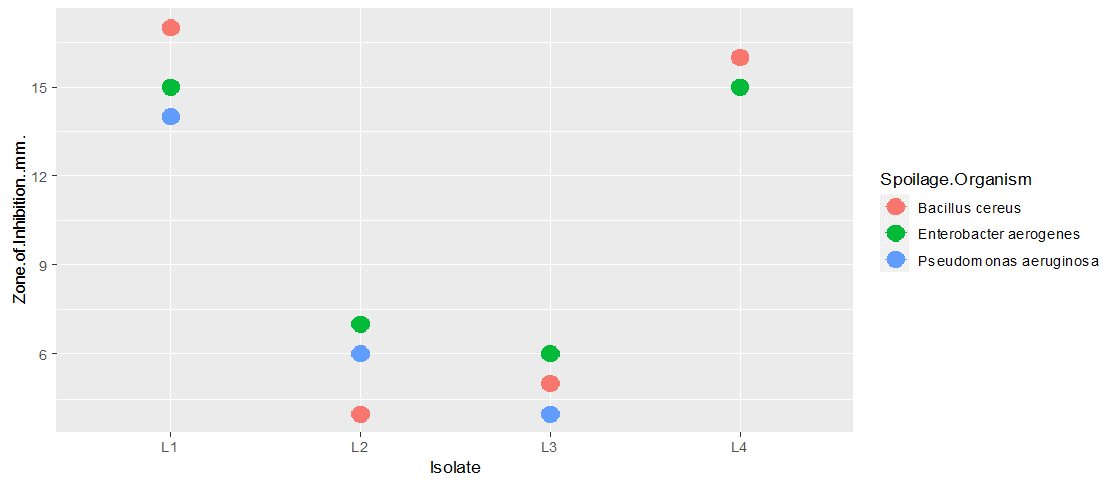 Zone.of.Inhibition..mm.
15
12
9
6
L1
L2
L3
L4
Isolate
Spoilage.Organism
Bacillus cereus
Enterobacter aerogenes
Pseudomonas aeruginosa